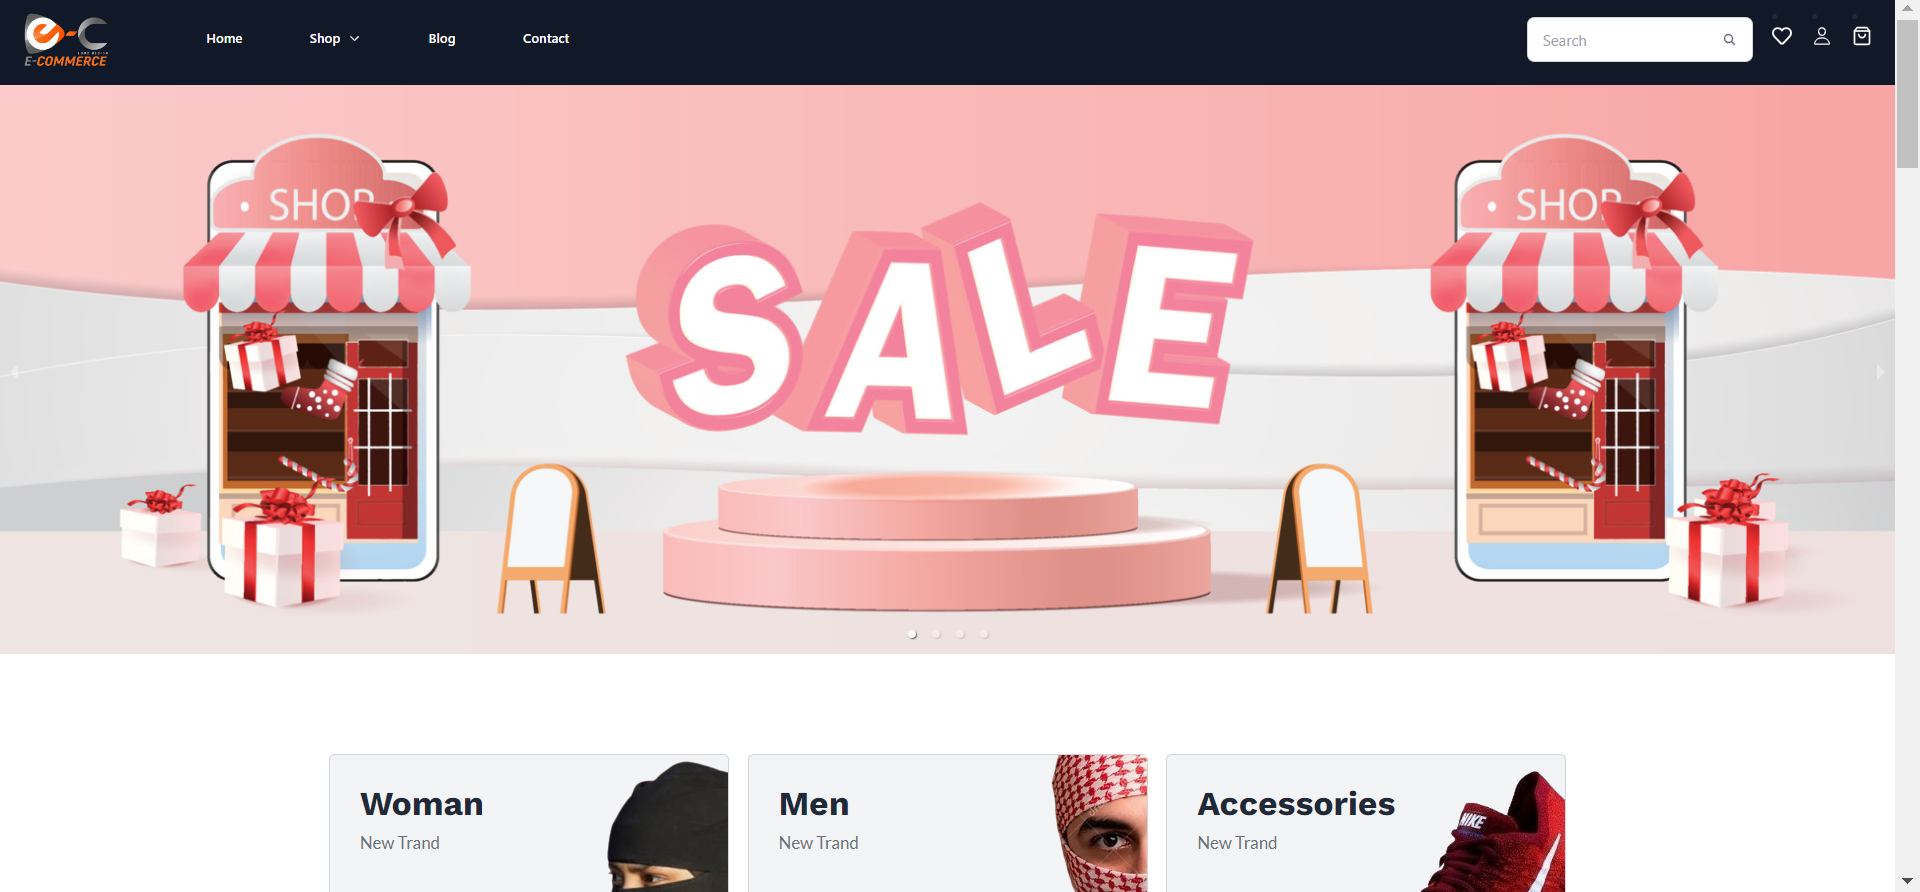 E-COMMERCE
Home
Shop
Blog
Contact
Search
SHOP
SALE
SHOP
Woman
New Trand
Men
New Trand
Accessories
New Trand
NIKE